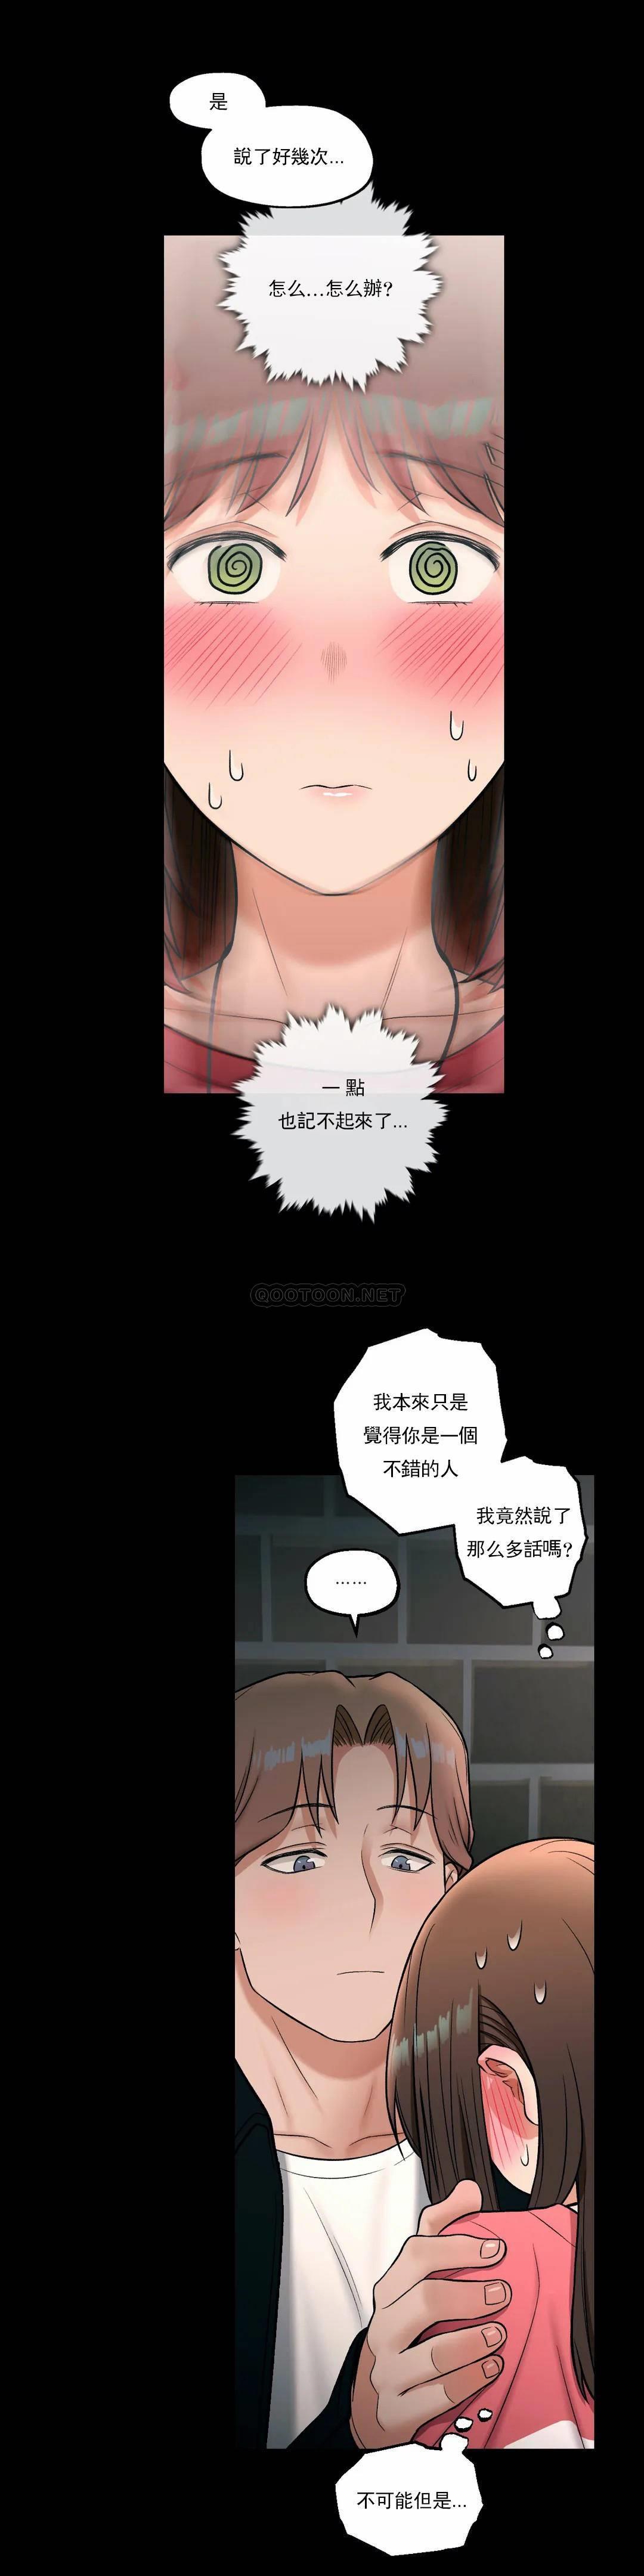 是
說了好幾次...
怎么...怎么辦?
一點
也記不起來了...
QOOTOON.NET
我本來只是
覺得你是一個
不錯的人
我竟然說了
那么多話嗎?
......
不可能但是...